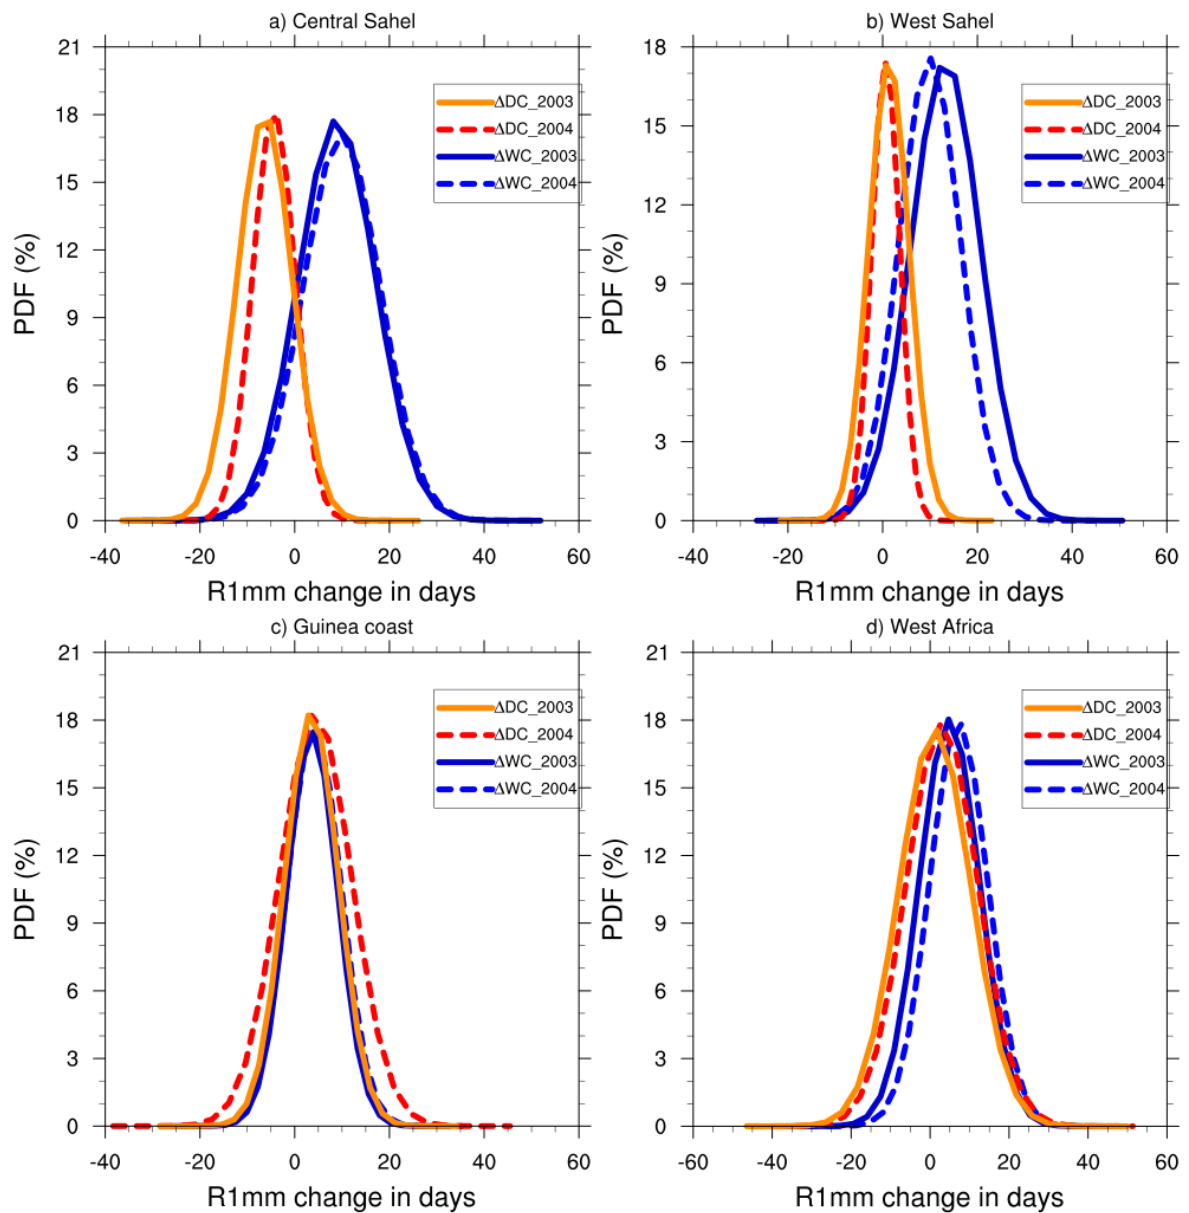 a) Central Sahel
21
18
15
12
9
6
3
0
PDF (%)
ΔDC_2003
ΔDC_2004
ΔWC_2003
ΔWC_2004
-40 -20 0 20 40 60
R1mm change in days
b) West Sahel
18
15
12
9
6
3
0
PDF (%)
ΔDC_2003
ΔDC_2004
ΔWC_2003
ΔWC_2004
-40 -20 0 20 40 60
R1mm change in days
c) Guinea coast
21
18
15
12
9
6
3
0
PDF (%)
ΔDC_2003
ΔDC_2004
ΔWC_2003
ΔWC_2004
-40 -20 0 20 40 60
R1mm change in days
d) West Africa
21
18
15
12
9
6
3
0
PDF (%)
ΔDC_2003
ΔDC_2004
ΔWC_2003
ΔWC_2004
-60 -40 -20 0 20 40 60
R1mm change in days